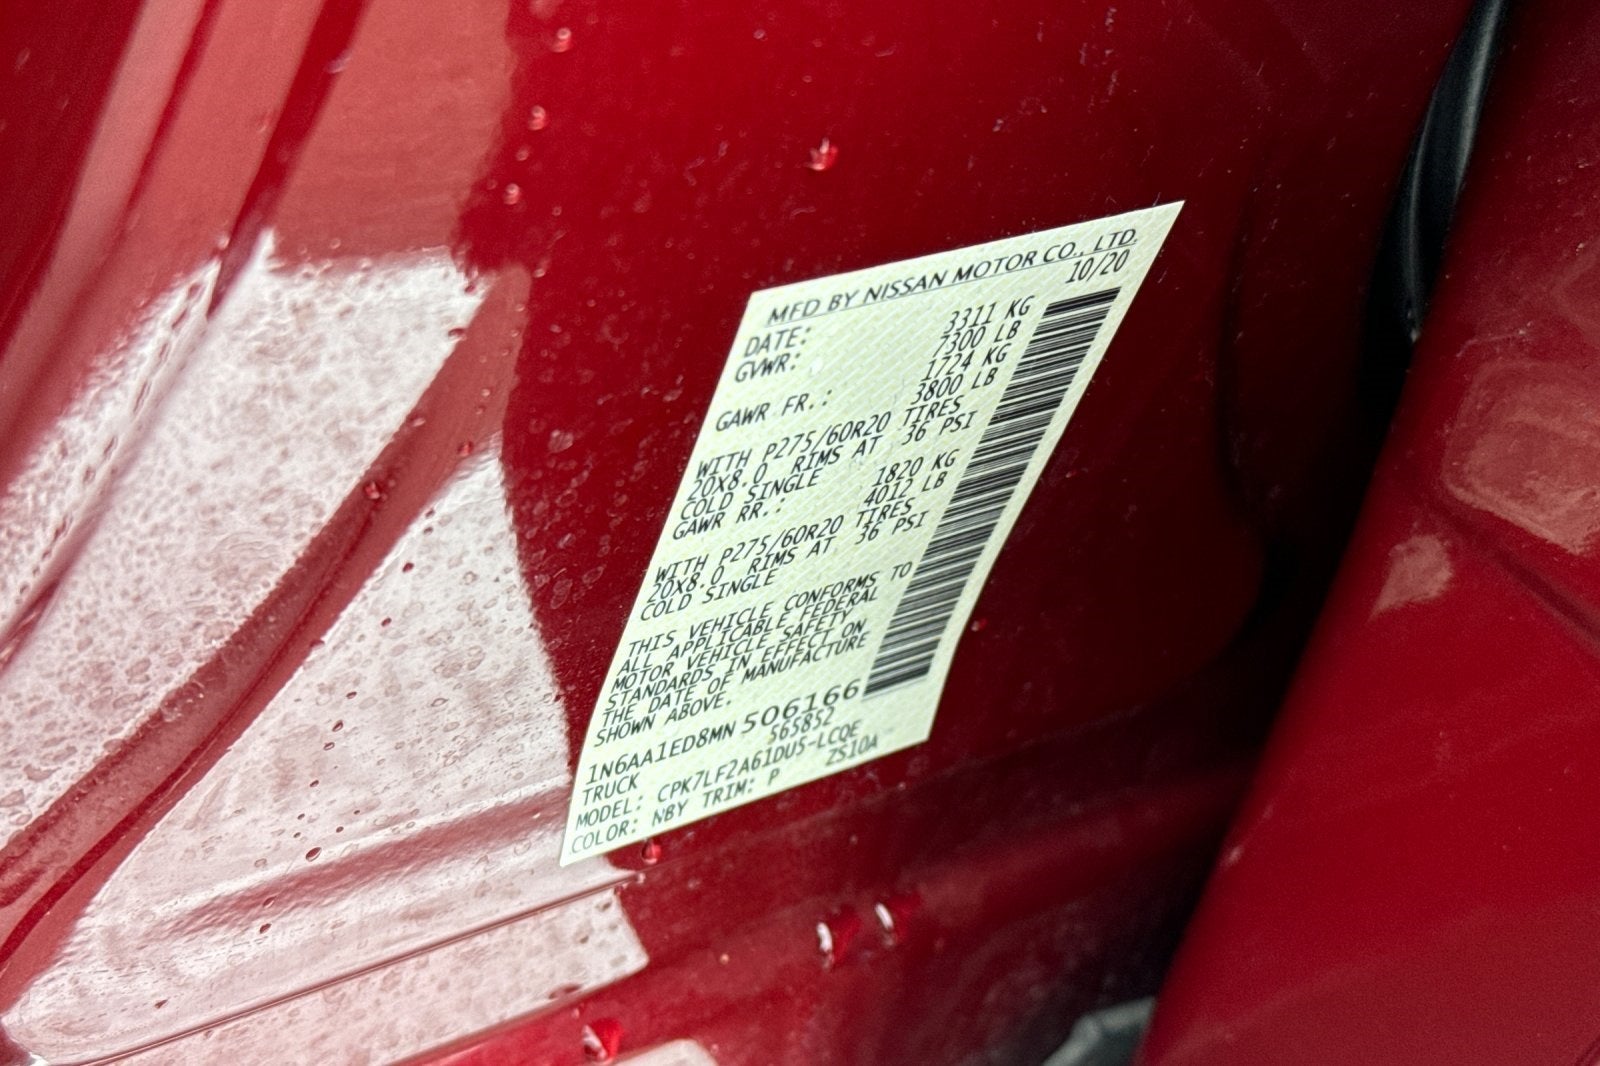 MFD BY NISSAN MOTOR CO., LTD.
DATE: 10/20
GVWR: 3311 KG
7300 LB
1724 KG
GAWR FR.: 3800 LB
WITH P275/60R20 TIRES
20X8.0 RIMS AT 36 PSI
COLD SINGLE
GAWR RR.: 1820 KG
4012 LB
WITH P275/60R20 TIRES
20X8.0 RIMS AT 36 PSI
COLD SINGLE
THIS VEHICLE CONFORMS TO
ALL APPLICABLE FEDERAL
MOTOR VEHICLE SAFETY
STANDARDS IN EFFECT ON
THE DATE OF MANUFACTURE
SHOWN ABOVE.
1N6AA1ED8MN 506166
TRUCK 565852
MODEL: CPK7LF2A61DU5-LCQE
COLOR: NBY TRIM: P ZS10A